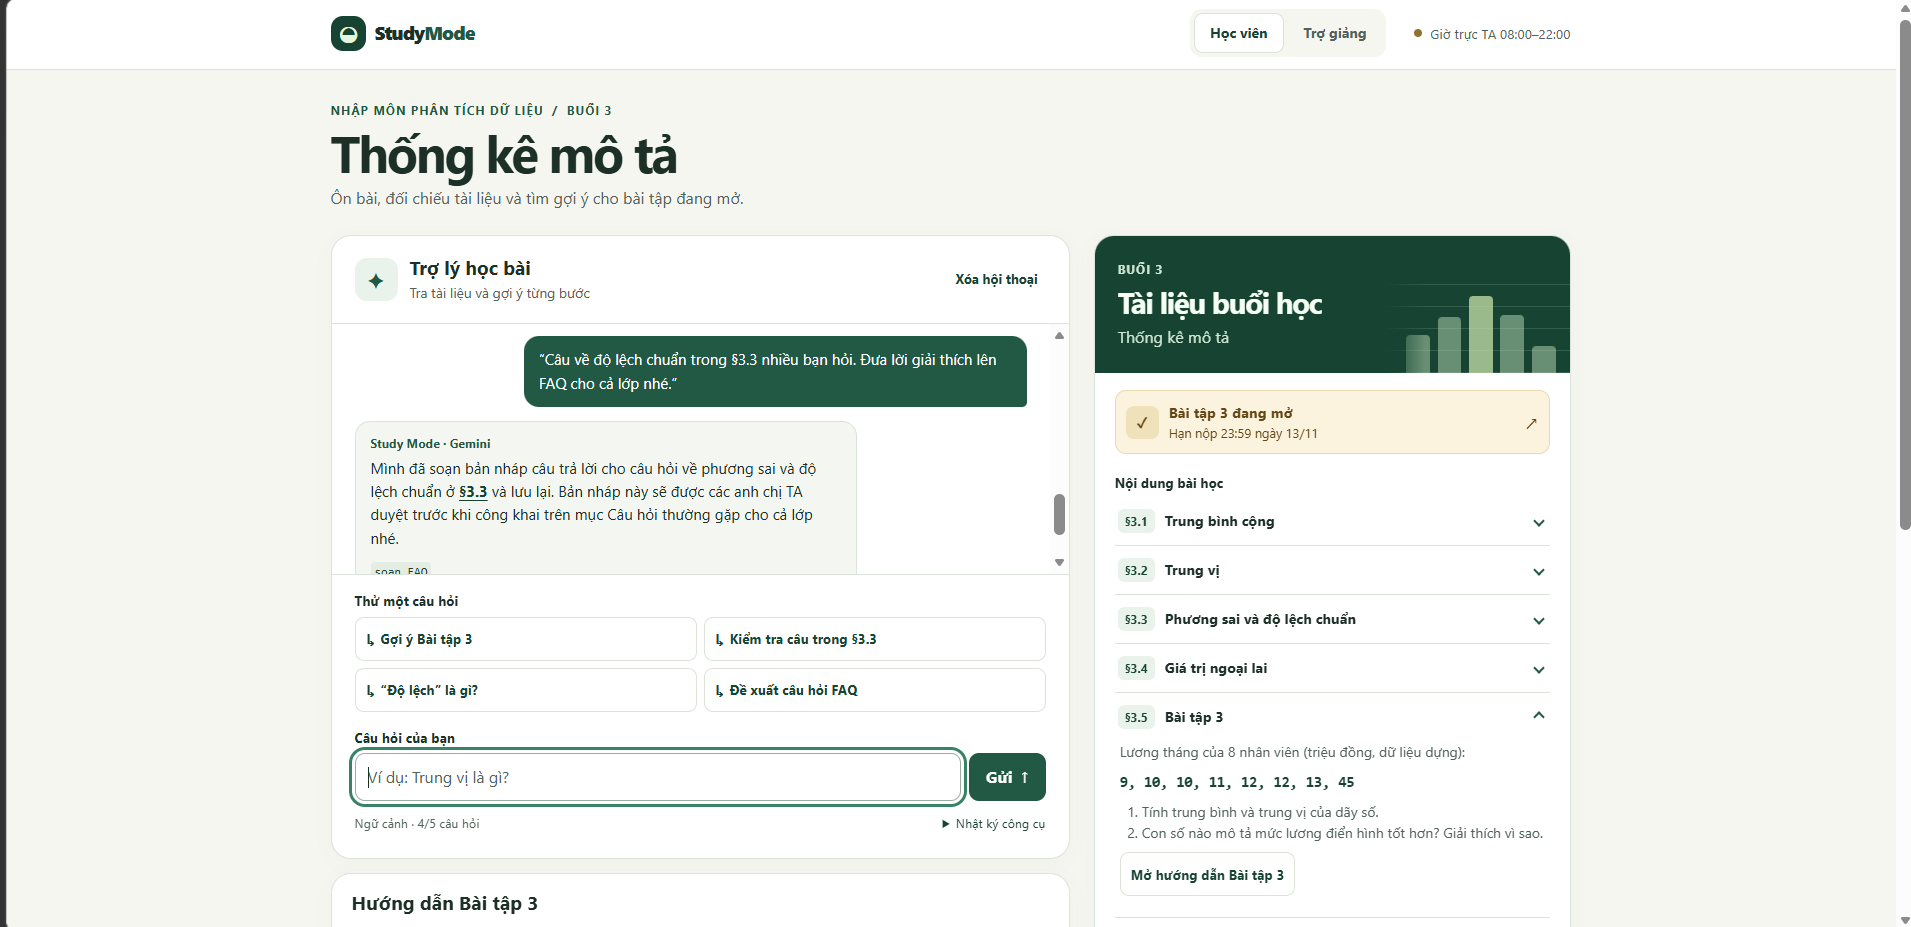 StudyMode
Học viên
Trợ giảng
Giờ trực TA 08:00–22:00
NHẬP MÔN PHÂN TÍCH DỮ LIỆU / BUỔI 3
Thống kê mô tả
Ôn bài, đối chiếu tài liệu và tìm gợi ý cho bài tập đang mở.
Trợ lý học bài
Tra tài liệu và gợi ý từng bước
Xóa hội thoại
“Câu về độ lệch chuẩn trong §3.3 nhiều bạn hỏi. Đưa lời giải thích lên
FAQ cho cả lớp nhé.”
Study Mode · Gemini
Mình đã soạn bản nháp câu trả lời cho câu hỏi về phương sai và độ
lệch chuẩn ở §3.3 và lưu lại. Bản nháp này sẽ được các anh chị TA
duyệt trước khi công khai trên mục Câu hỏi thường gặp cho cả lớp
nhé.
soạn FAQ
Thử một câu hỏi
↳ Gợi ý Bài tập 3
↳ Kiểm tra câu trong §3.3
↳ “Độ lệch” là gì?
↳ Đề xuất câu hỏi FAQ
Câu hỏi của bạn
Ví dụ: Trung vị là gì?
Gửi ↑
Ngữ cảnh · 4/5 câu hỏi
▶ Nhật ký công cụ
Hướng dẫn Bài tập 3
BUỔI 3
Tài liệu buổi học
Thống kê mô tả
✓
Bài tập 3 đang mở
Hạn nộp 23:59 ngày 13/11
↗
Nội dung bài học
§3.1 Trung bình cộng
§3.2 Trung vị
§3.3 Phương sai và độ lệch chuẩn
§3.4 Giá trị ngoại lai
§3.5 Bài tập 3
Lương tháng của 8 nhân viên (triệu đồng, dữ liệu dựng):
9, 10, 10, 11, 12, 12, 13, 45
1. Tính trung bình và trung vị của dãy số.
2. Con số nào mô tả mức lương điển hình tốt hơn? Giải thích vì sao.
Mở hướng dẫn Bài tập 3